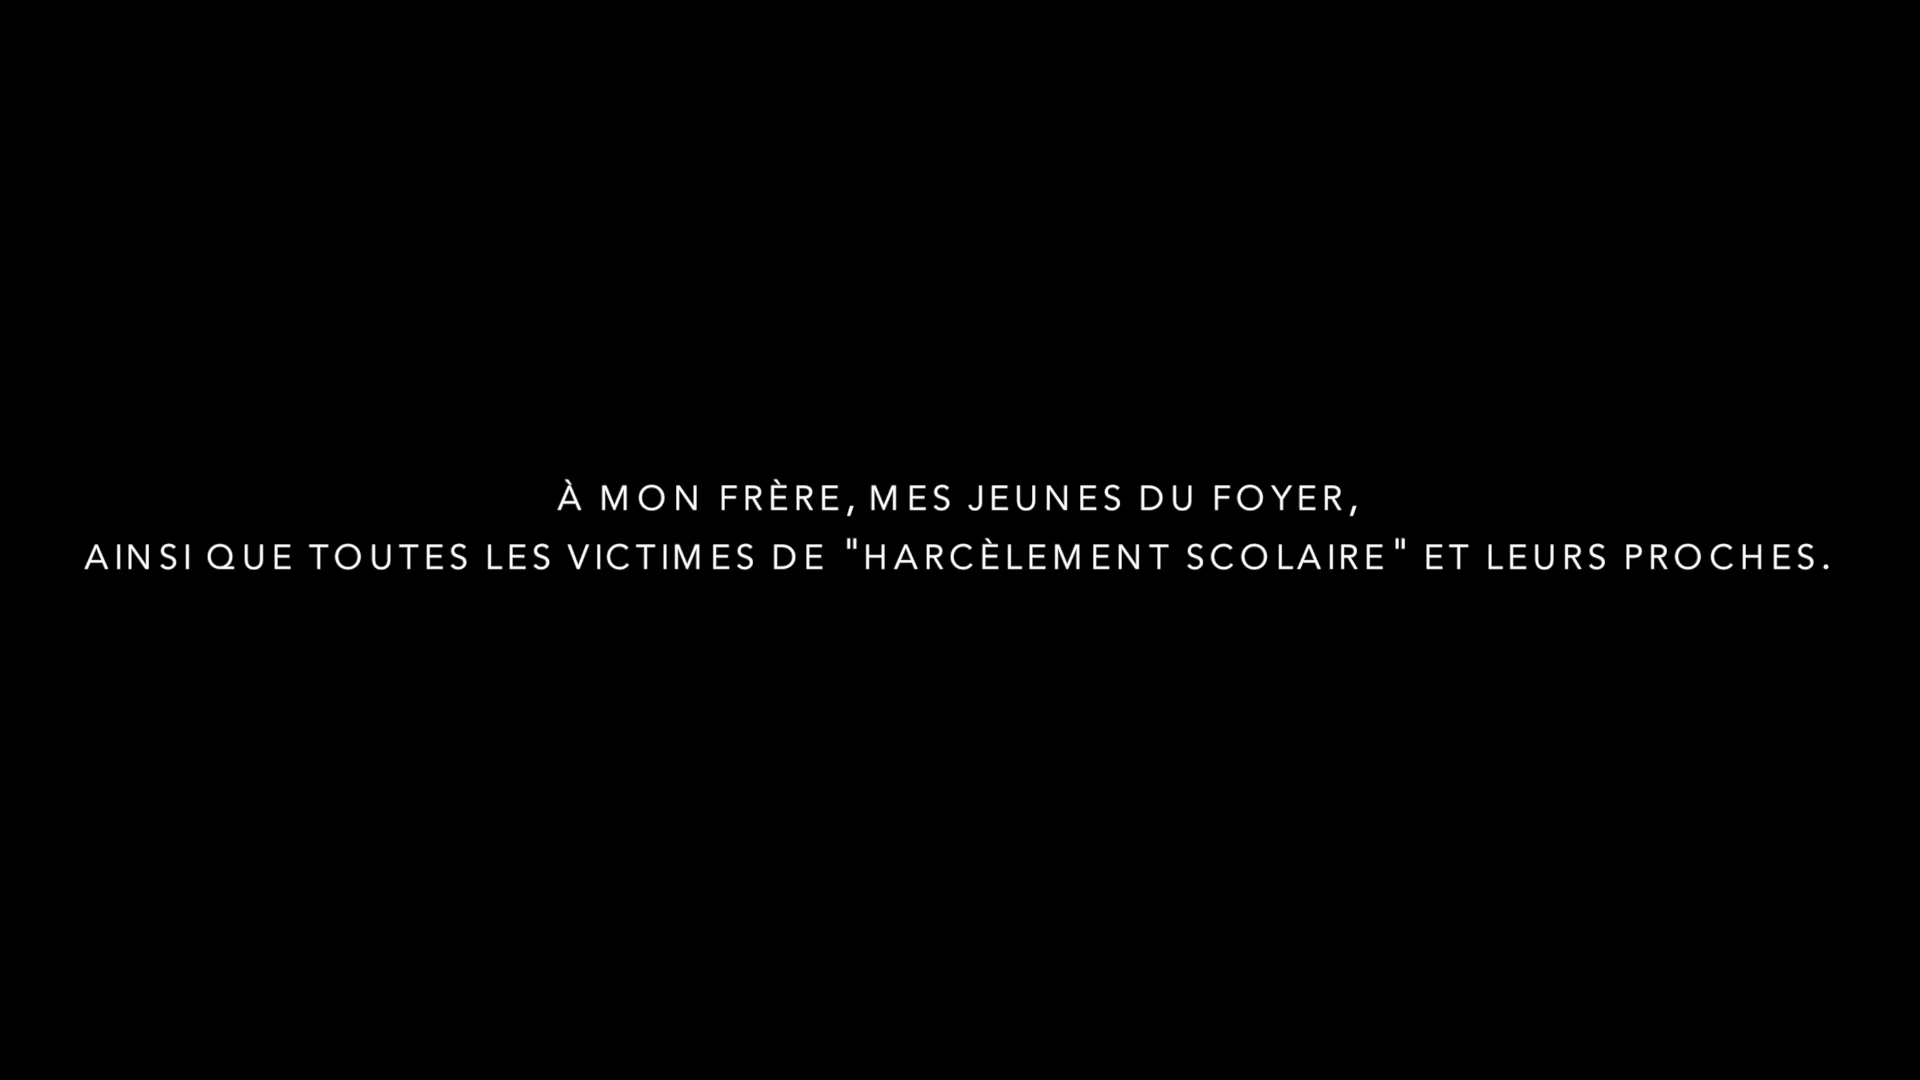 À MON FRÈRE, MES JEUNES DU FOYER,
AINSI QUE TOUTES LES VICTIMES DE "HARCÈLEMENT SCOLAIRE" ET LEURS PROCHES.